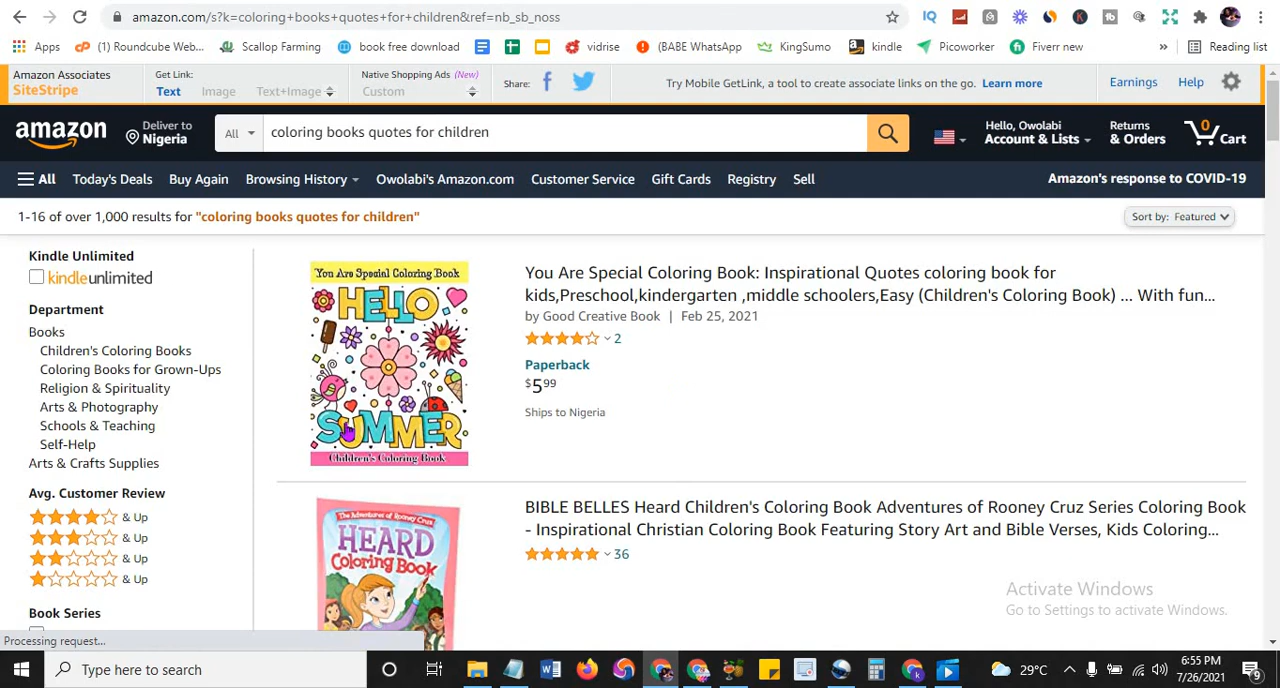 amazon.com/s?k=coloring+books+quotes+for+children&ref=nb_sb_noss
Apps (1) Roundcube Web... Scallop Farming book free download vidrise (BABE WhatsApp KingSumo kindle Picoworker Fiverr new » Reading list
Amazon Associates
SiteStripe
Get Link:
Text Image Text+Image
Native Shopping Ads (New)
Custom
Share:
Try Mobile GetLink, a tool to create associate links on the go. Learn more
Earnings Help
amazon
Deliver to
Nigeria
All coloring books quotes for children
Hello, Owolabi
Account & Lists
Returns
& Orders
0
Cart
All Today's Deals Buy Again Browsing History Owolabi's Amazon.com Customer Service Gift Cards Registry Sell Amazon's response to COVID-19
1-16 of over 1,000 results for "coloring books quotes for children"
Sort by: Featured
Kindle Unlimited
kindleunlimited
Department
Books
Children's Coloring Books
Coloring Books for Grown-Ups
Religion & Spirituality
Arts & Photography
Schools & Teaching
Self-Help
Arts & Crafts Supplies
Avg. Customer Review
& Up
& Up
& Up
& Up
Book Series
You Are Special Coloring Book
HELLO
SUMMER
Children's Coloring Book
You Are Special Coloring Book: Inspirational Quotes coloring book for
kids,Preschool,kindergarten ,middle schoolers,Easy (Children's Coloring Book) ... With fun...
by Good Creative Book | Feb 25, 2021
2
Paperback
$5 99
Ships to Nigeria
The Adventures of Rooney Cruz
HEARD
Coloring Book
BIBLE BELLES Heard Children's Coloring Book Adventures of Rooney Cruz Series Coloring Book
- Inspirational Christian Coloring Book Featuring Story Art and Bible Verses, Kids Coloring...
36
Activate Windows
Go to Settings to activate Windows.
Processing request...
Type here to search
29°C
6:55 PM
7/26/2021
9